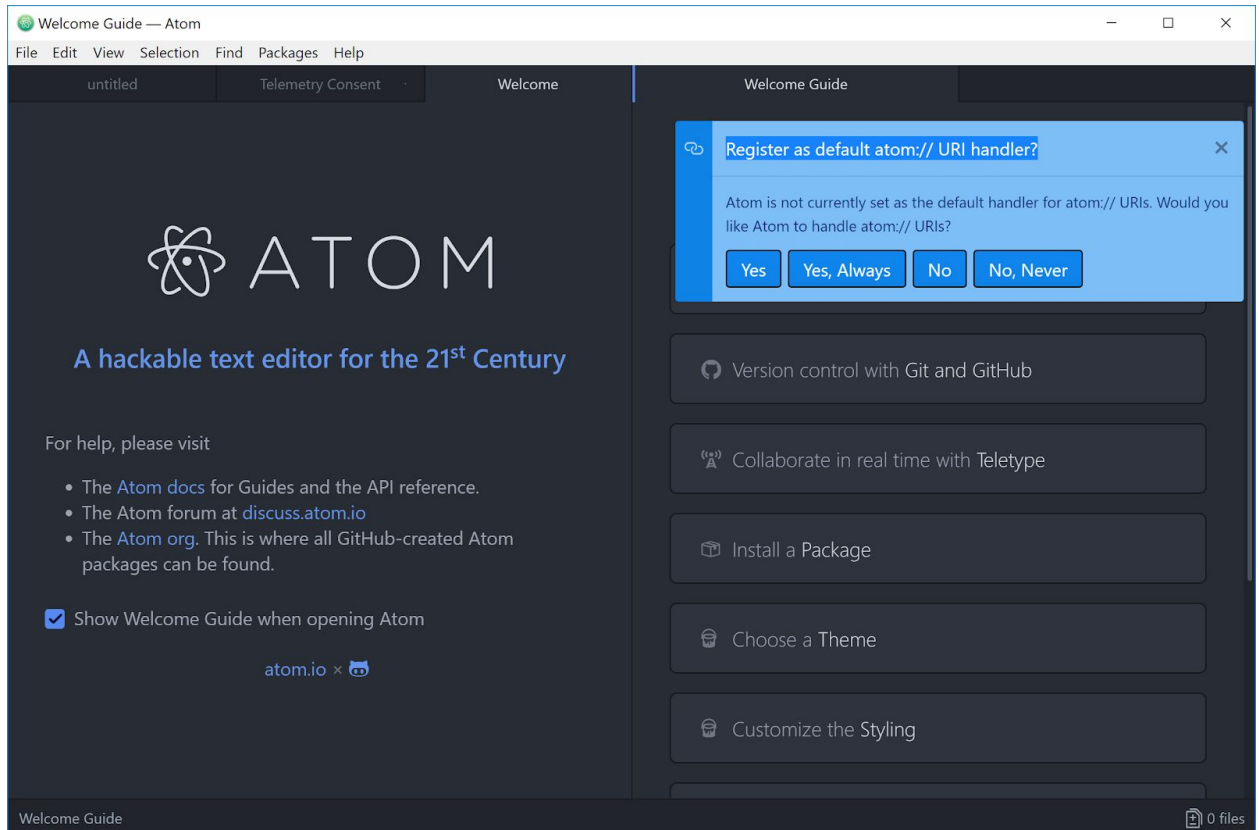 Welcome Guide — Atom
File Edit View Selection Find Packages Help
untitled
Telemetry Consent
Welcome
Welcome Guide
ATOM
A hackable text editor for the 21st Century
For help, please visit
• The Atom docs for Guides and the API reference.
• The Atom forum at discuss.atom.io
• The Atom org. This is where all GitHub-created Atom
packages can be found.
Show Welcome Guide when opening Atom
atom.io ×
Register as default atom:// URI handler?
Atom is not currently set as the default handler for atom:// URIs. Would you
like Atom to handle atom:// URIs?
Yes
Yes, Always
No
No, Never
Version control with Git and GitHub
Collaborate in real time with Teletype
Install a Package
Choose a Theme
Customize the Styling
Welcome Guide
0 files